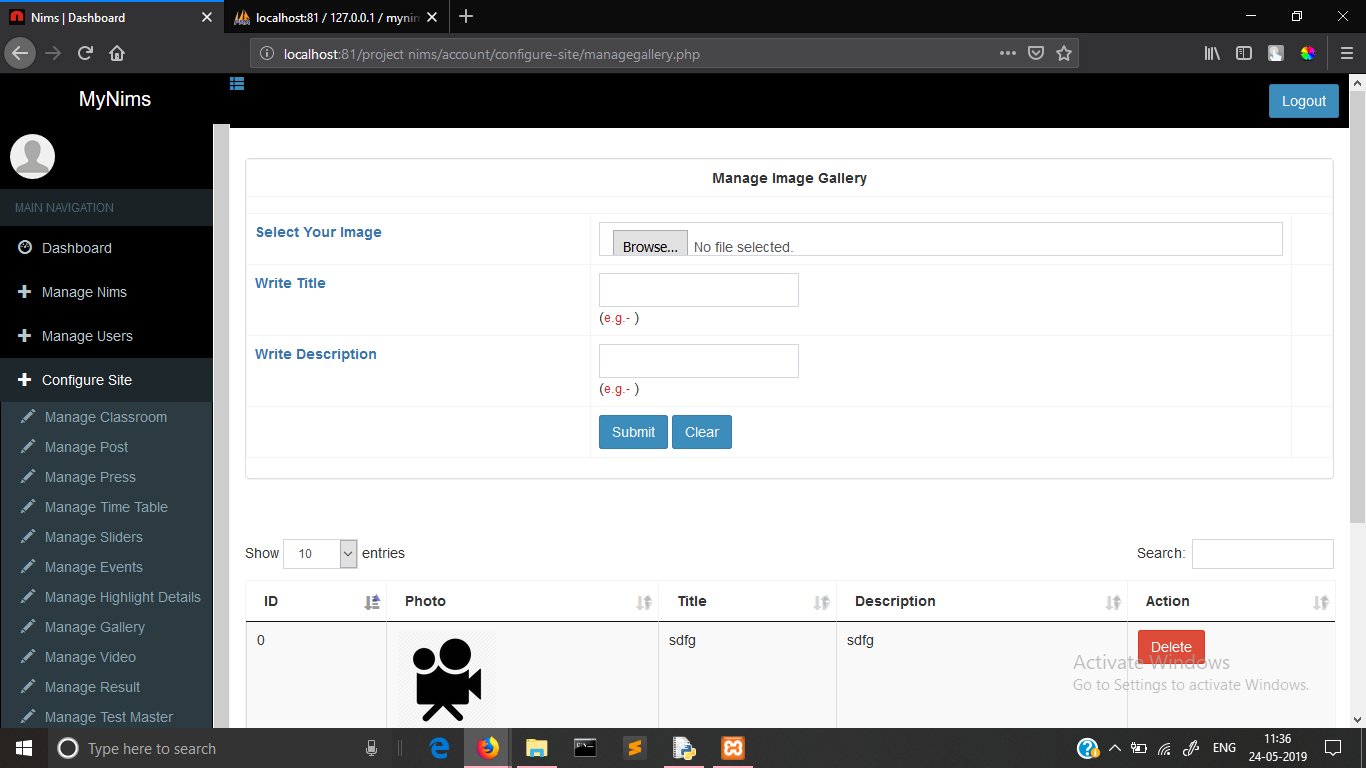 Nims | Dashboard
localhost:81 / 127.0.0.1 / mynim
localhost:81/project nims/account/configure-site/managegallery.php
MyNims
Logout
MAIN NAVIGATION
Dashboard
Manage Nims
Manage Users
Configure Site
Manage Classroom
Manage Post
Manage Press
Manage Time Table
Manage Sliders
Manage Events
Manage Highlight Details
Manage Gallery
Manage Video
Manage Result
Manage Test Master
Manage Image Gallery
Select Your Image
Browse... No file selected.
Write Title
(e.g.- )
Write Description
(e.g.- )
Submit Clear
Show 10 entries
Search:
ID Photo Title Description Action
0 sdfg sdfg Delete
Activate Windows
Go to Settings to activate Windows.
Type here to search
ENG
11:36
24-05-2019